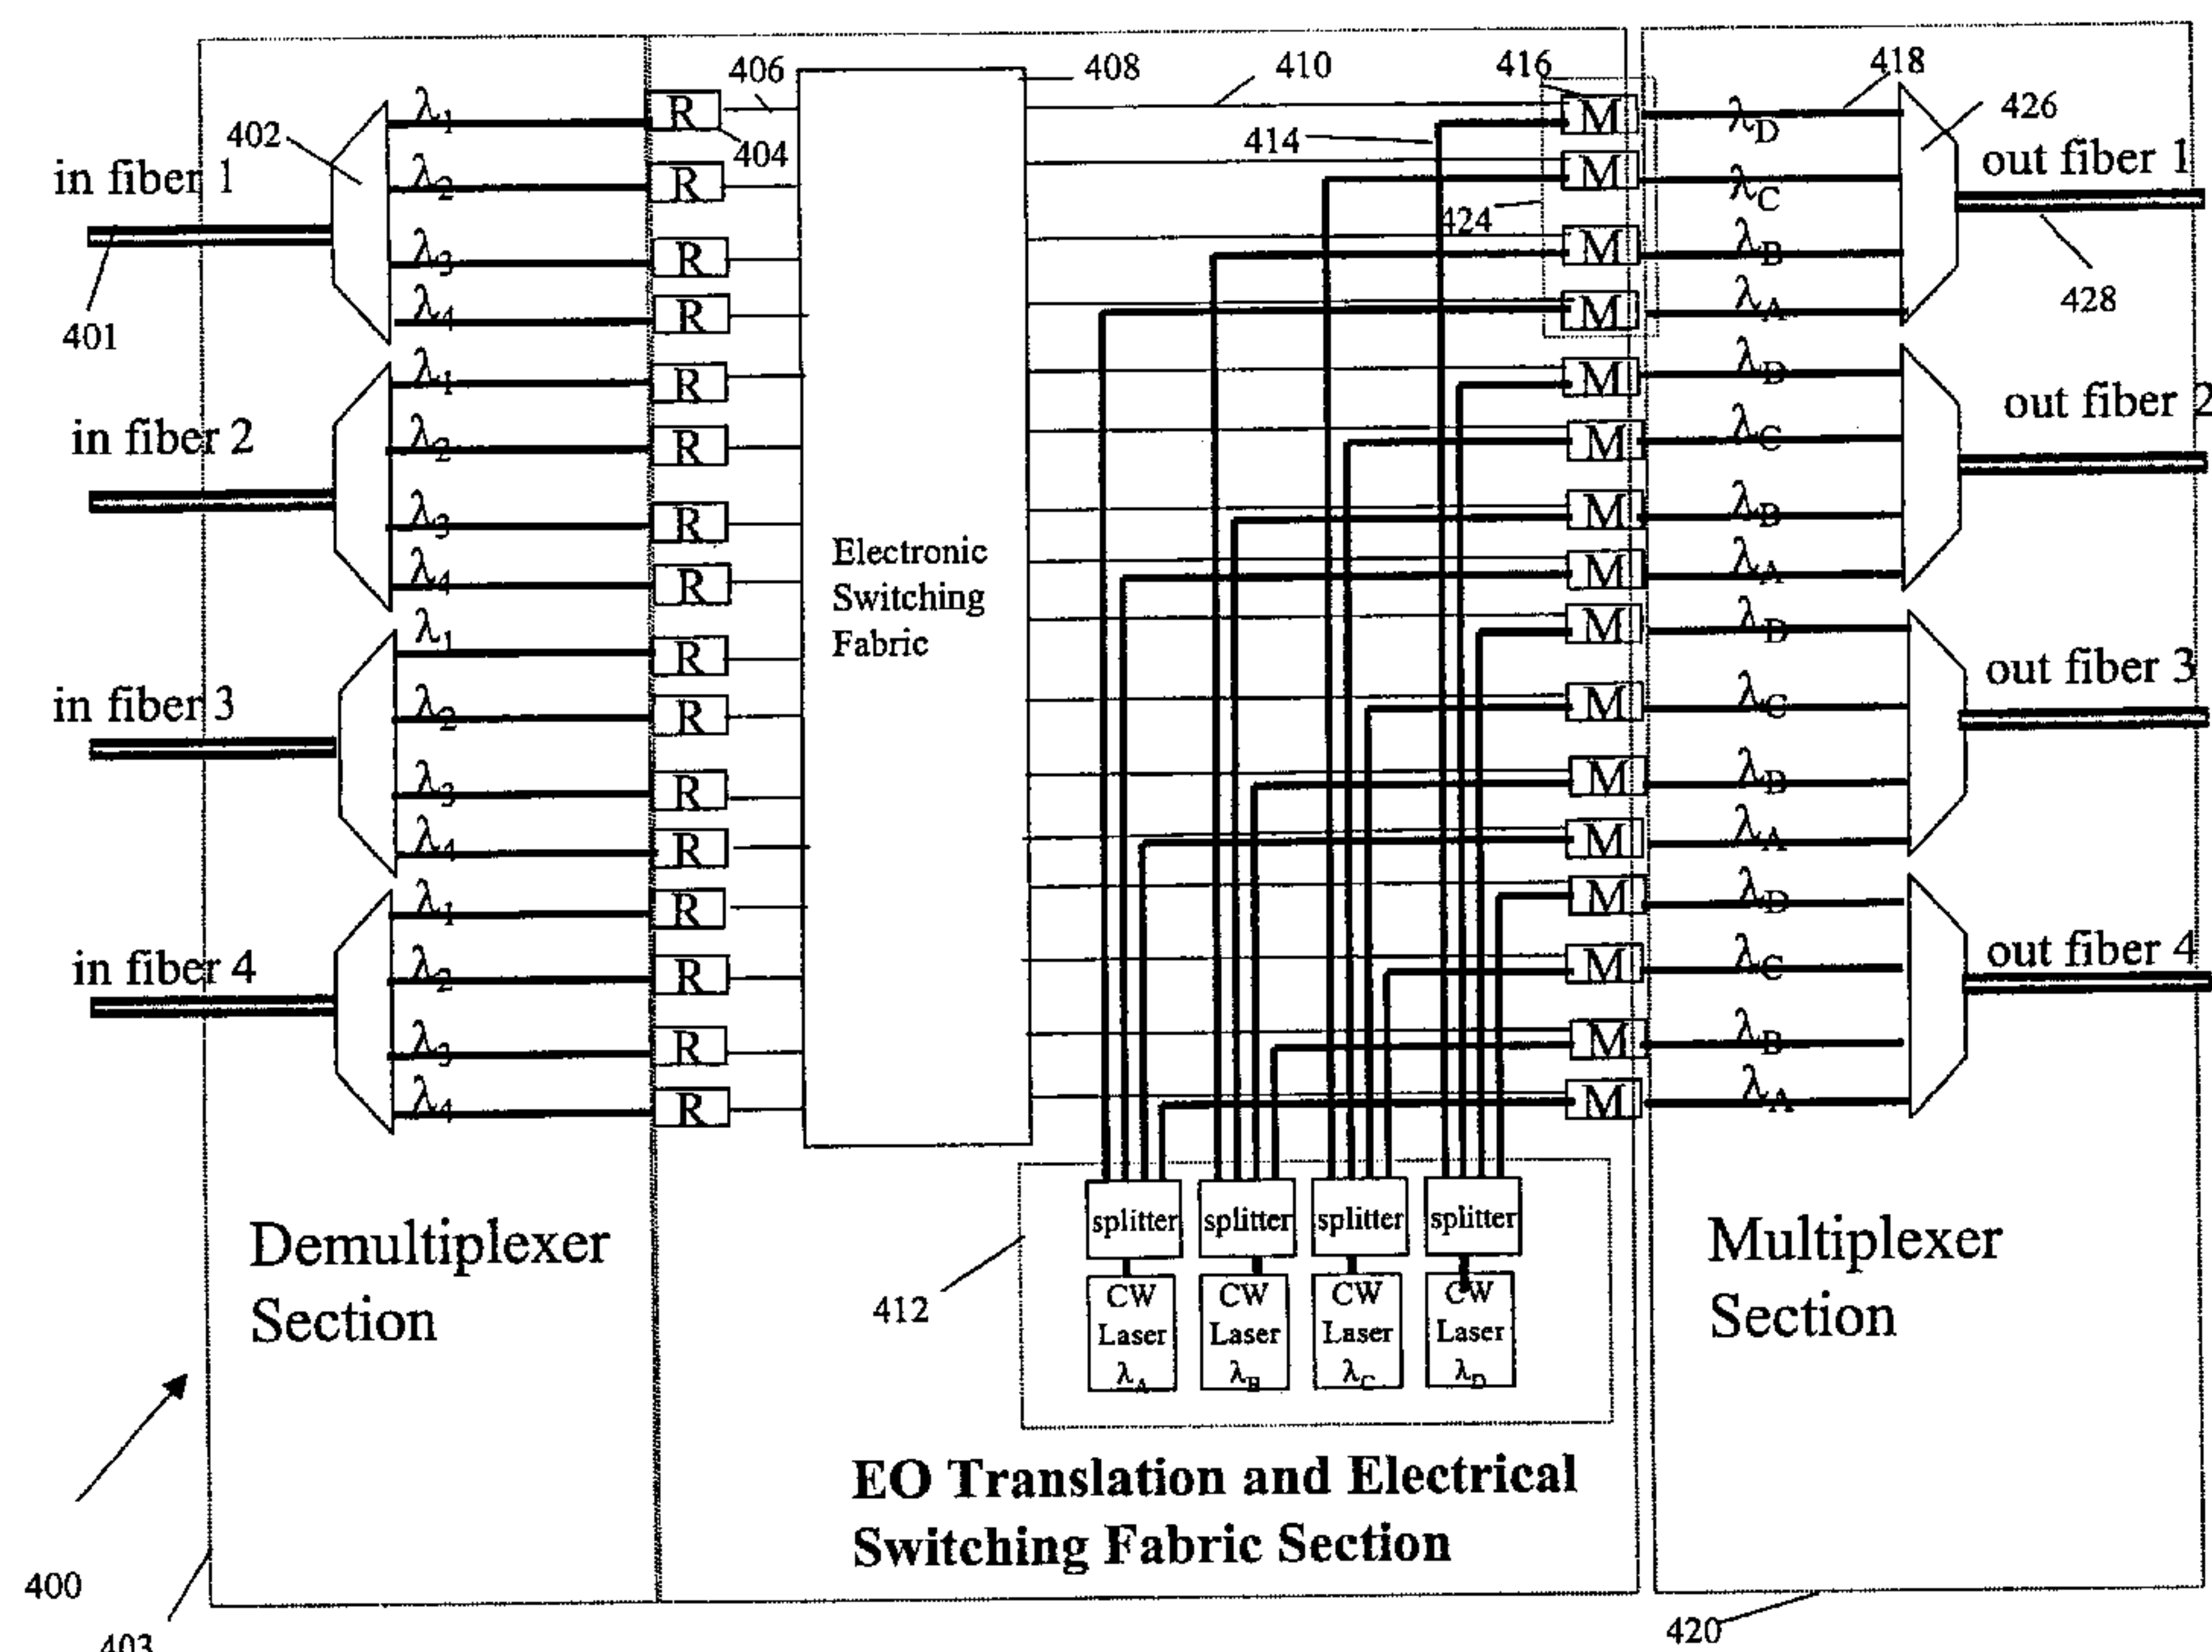 406
408
410
416
418
402
λ1
R
M
λD
426
in fiber 1
404
414
out fiber 1
λ2
R
M
λC
424
λ3
R
M
λB
428
401
λ4
R
M
λA
λ1
R
M
λD
in fiber 2
out fiber 2
λ2
R
M
λC
λ3
R
M
λB
λ4
R
M
λA
Electronic
Switching
Fabric
λ1
R
M
λD
in fiber 3
out fiber 3
λ2
R
M
λC
λ3
R
M
λB
λ4
R
M
λA
λ1
R
M
λD
in fiber 4
out fiber 4
λ2
R
M
λC
λ3
R
M
λB
λ4
R
M
λA
splitter
splitter
splitter
splitter
CW
Laser
λA
CW
Laser
λB
CW
Laser
λC
CW
Laser
λD
412
Demultiplexer
Section
Multiplexer
Section
EO Translation and Electrical
Switching Fabric Section
400
403
420